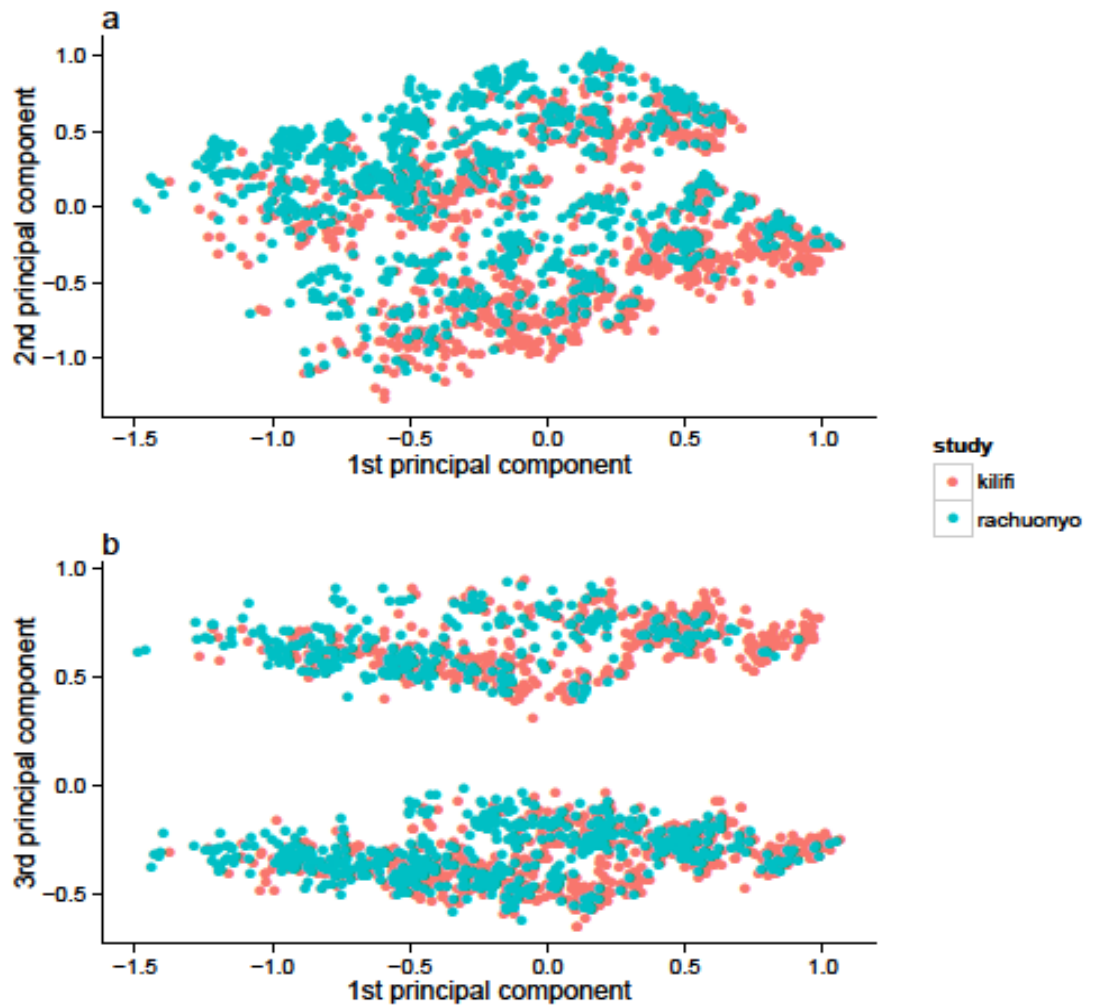 a
1.0
0.5
0.0
−0.5
−1.0
2nd principal component
−1.5 −1.0 −0.5 0.0 0.5 1.0
1st principal component
study
kilifi
rachuonyo
b
1.0
0.5
0.0
−0.5
3rd principal component
−1.5 −1.0 −0.5 0.0 0.5 1.0
1st principal component